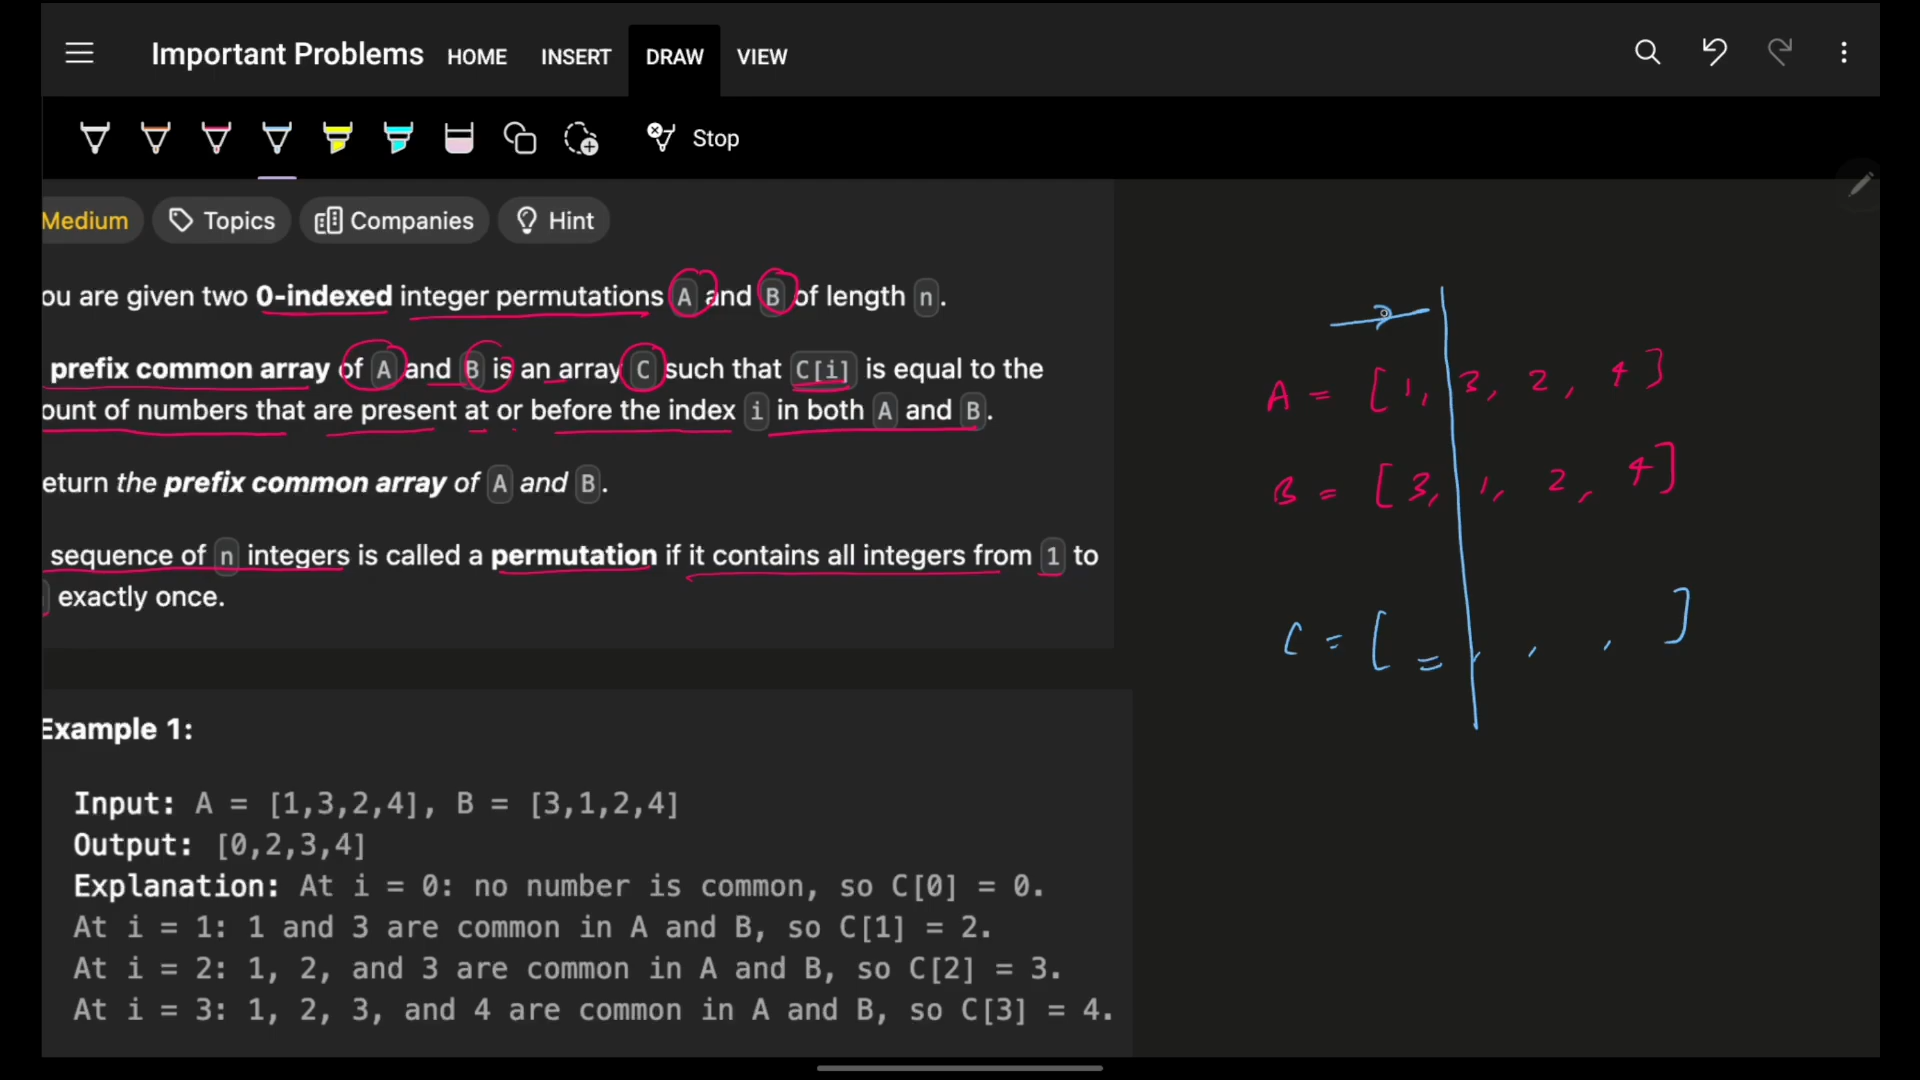 Important Problems HOME INSERT DRAW VIEW
Stop
Medium Topics Companies Hint
ou are given two 0-indexed integer permutations A and B of length n.
prefix common array of A and B is an array C such that C[i] is equal to the
ount of numbers that are present at or before the index i in both A and B.
eturn the prefix common array of A and B.
sequence of n integers is called a permutation if it contains all integers from 1 to
exactly once.
Example 1:
Input: A = [1,3,2,4], B = [3,1,2,4]
Output: [0,2,3,4]
Explanation: At i = 0: no number is common, so C[0] = 0.
At i = 1: 1 and 3 are common in A and B, so C[1] = 2.
At i = 2: 1, 2, and 3 are common in A and B, so C[2] = 3.
At i = 3: 1, 2, 3, and 4 are common in A and B, so C[3] = 4.
A = [1, 3, 2, 4]
B = [3, 1, 2, 4]
C = [ , , , ]